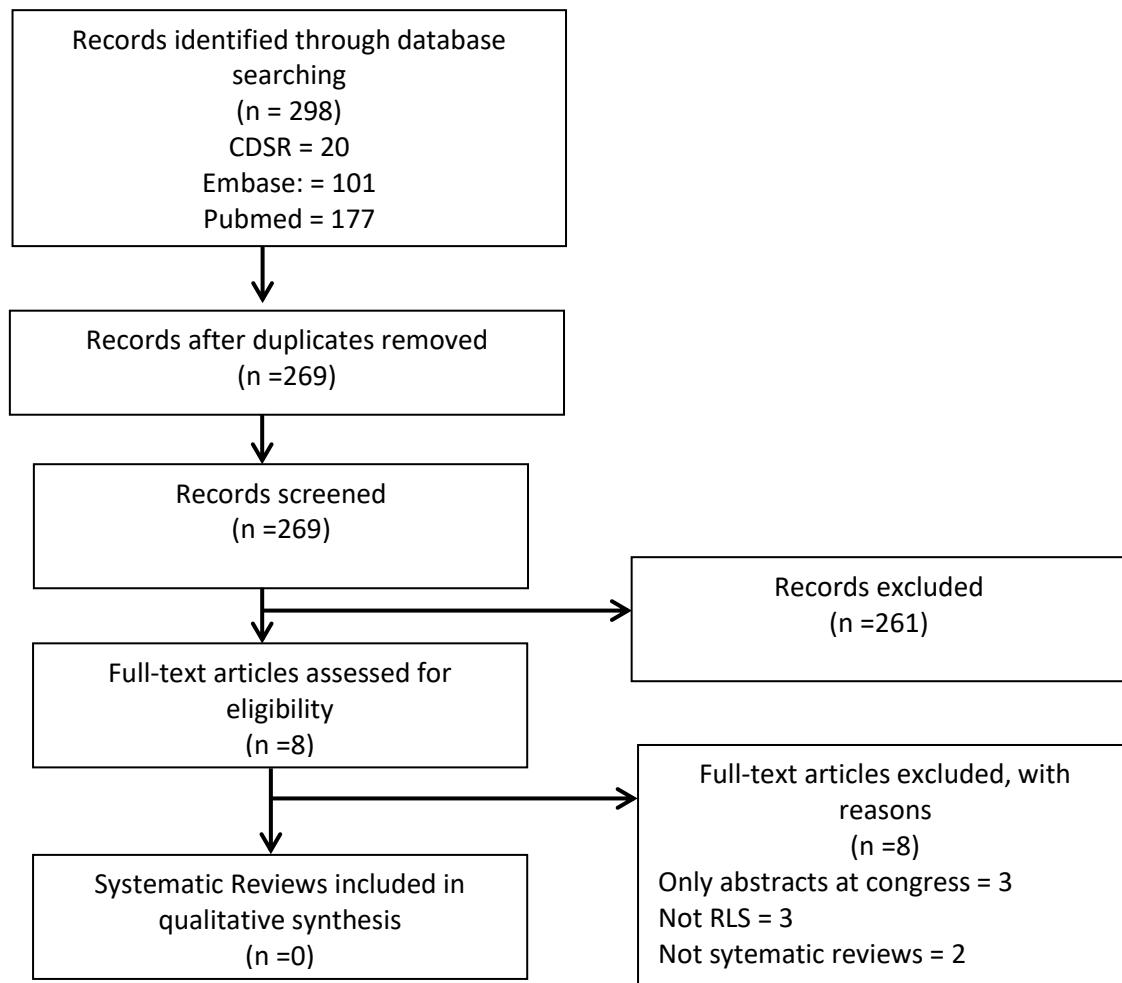 Records identified through database
searching
(n = 298)
CDSR = 20
Embase: = 101
Pubmed = 177
Records after duplicates removed
(n =269)
Records screened
(n =269)
Records excluded
(n =261)
Full-text articles assessed for
eligibility
(n =8)
Full-text articles excluded, with
reasons
(n =8)
Only abstracts at congress = 3
Not RLS = 3
Not sytematic reviews = 2
Systematic Reviews included in
qualitative synthesis
(n =0)